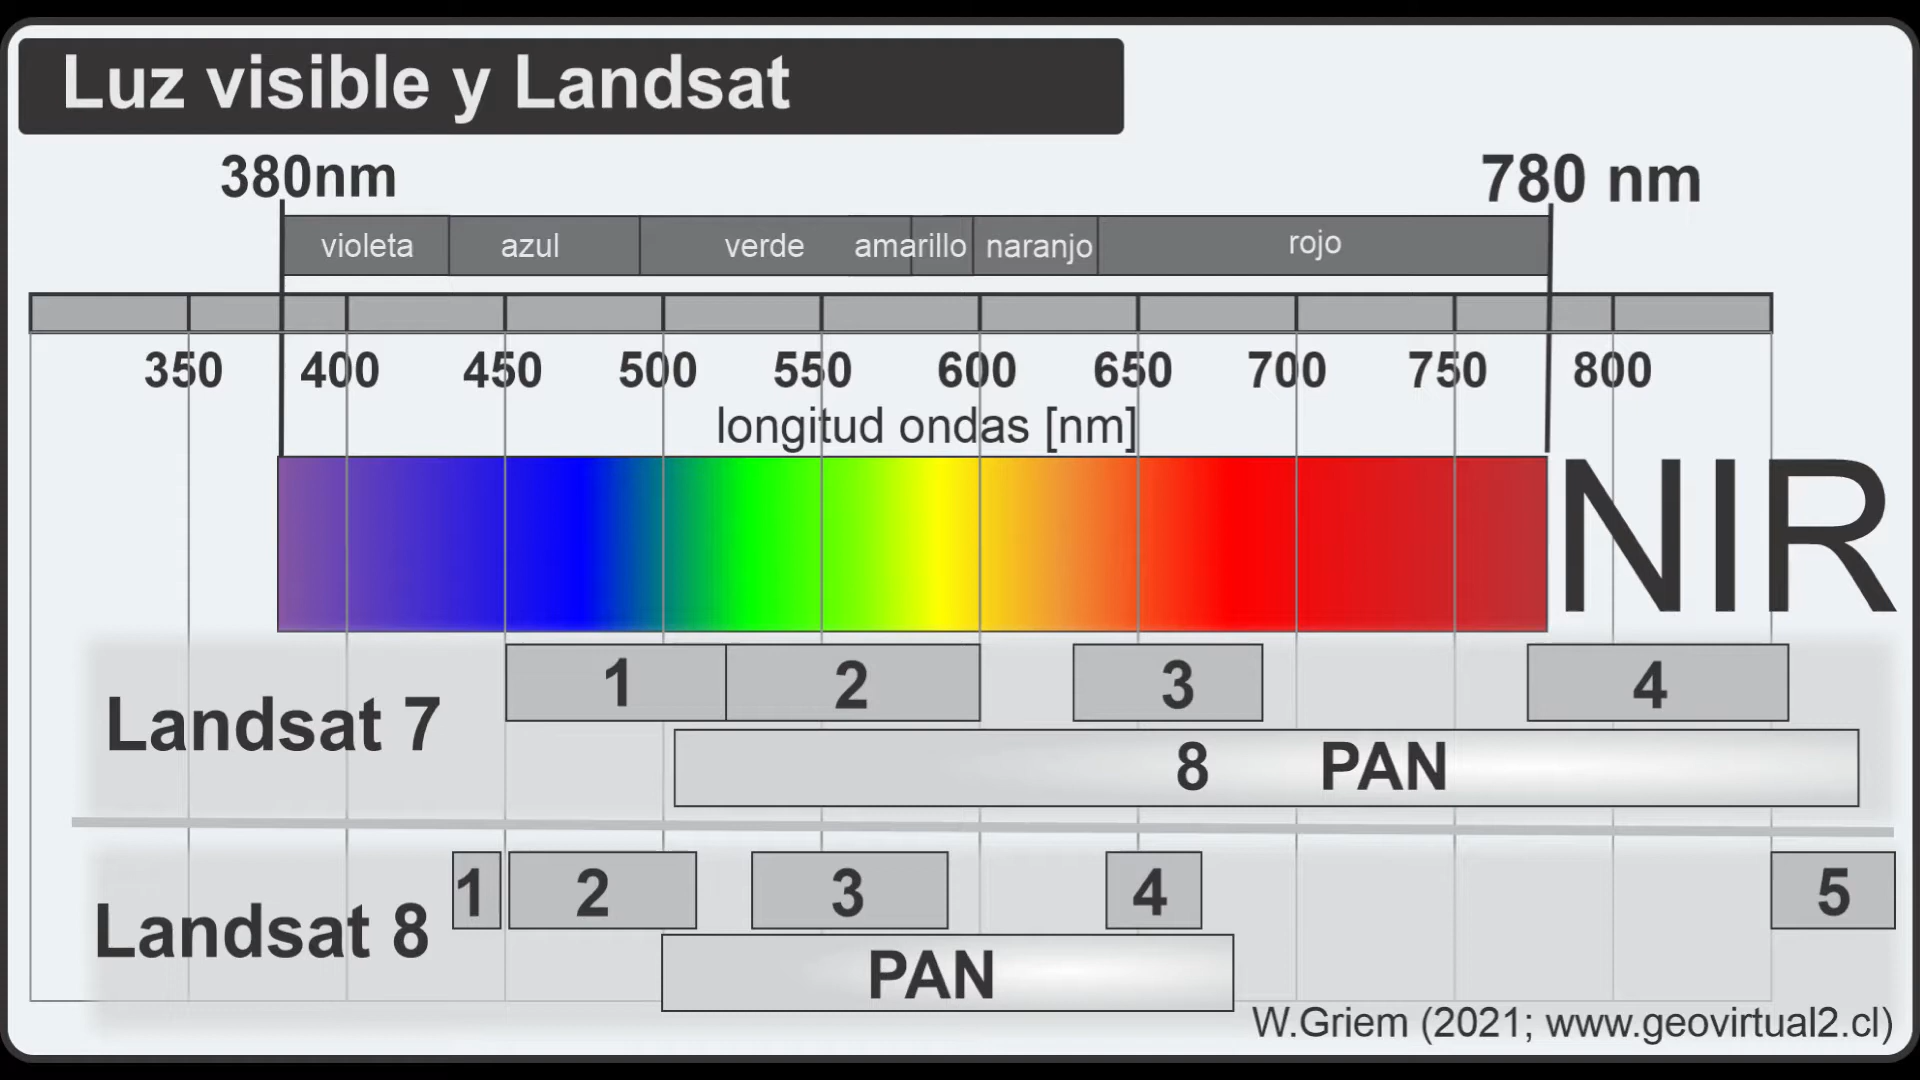 Luz visible y Landsat
380nm 780 nm
violeta azul verde amarillo naranjo rojo
350 400 450 500 550 600 650 700 750 800
longitud ondas [nm]
NIR
1 2 3 4
Landsat 7
8 PAN
1 2 3 4 5
Landsat 8
PAN
W.Griem (2021; www.geovirtual2.cl)